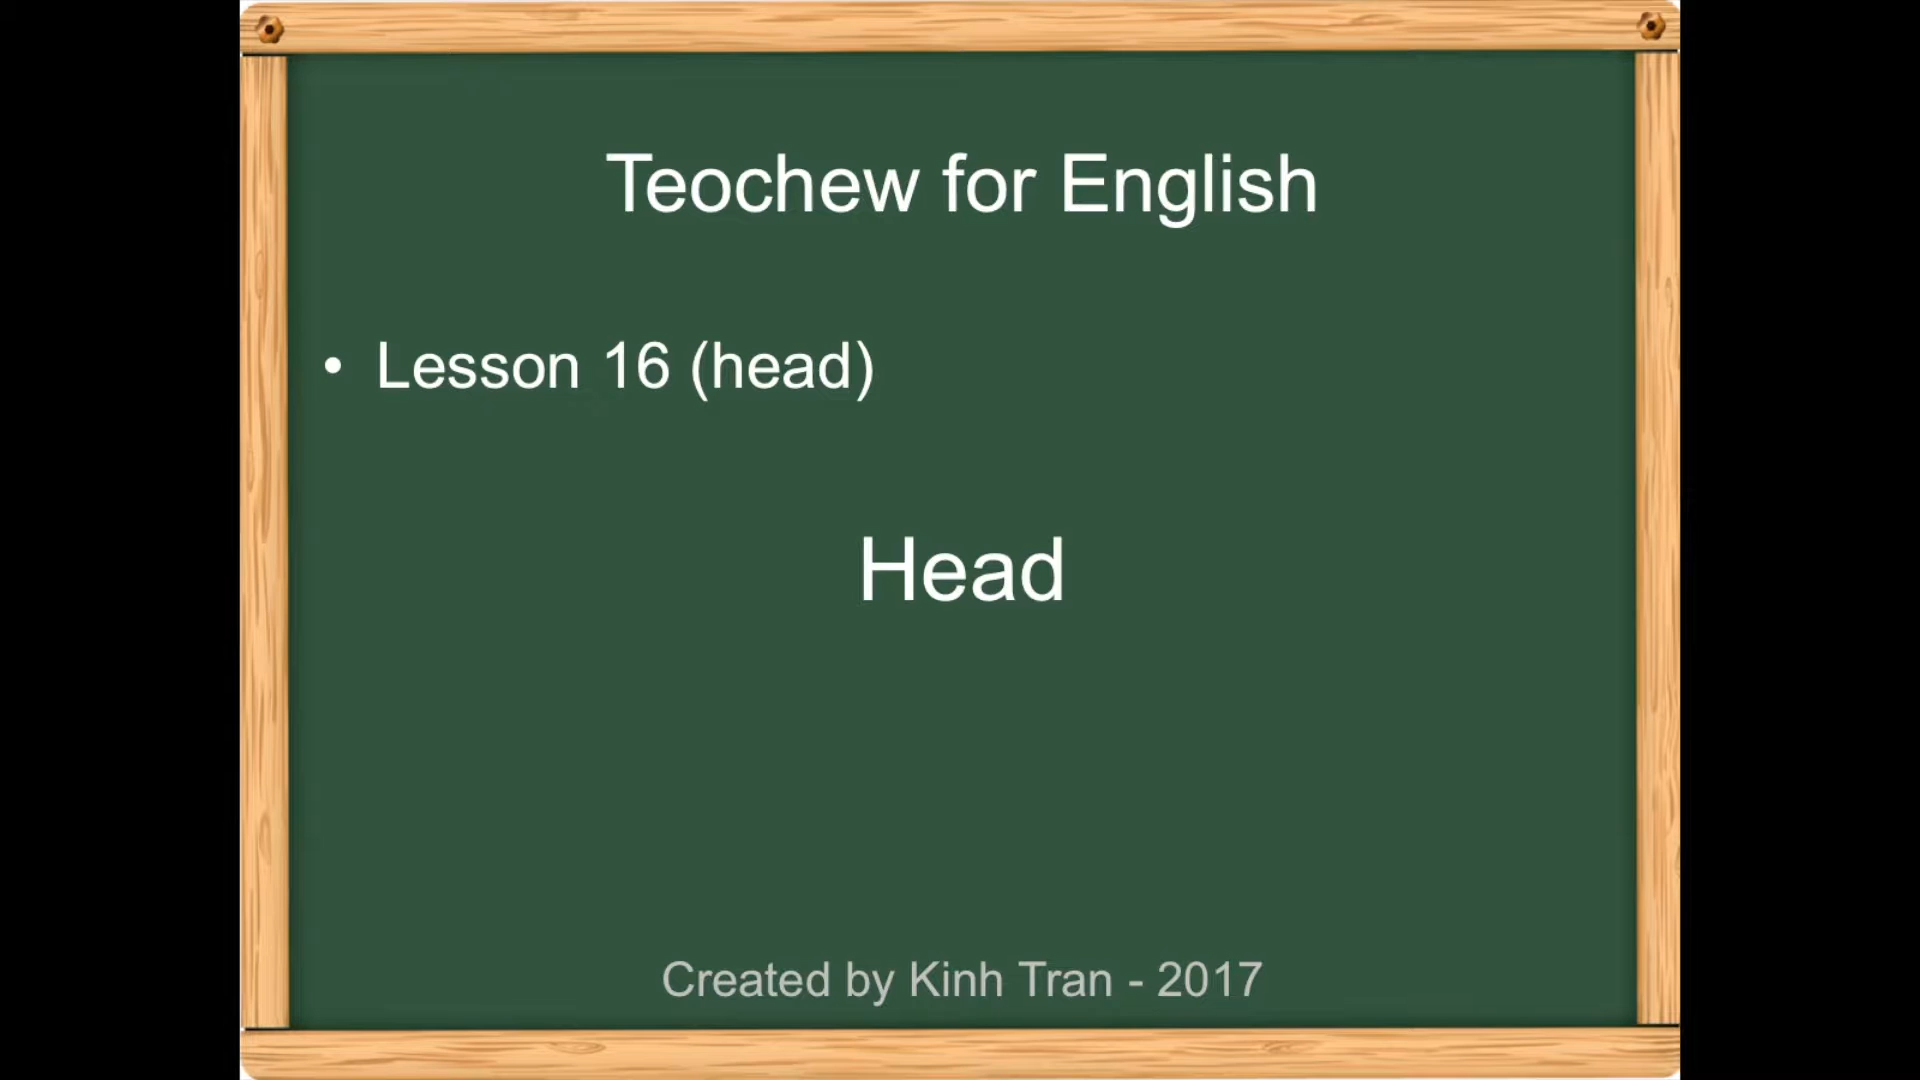 Teochew for English
• Lesson 16 (head)
Head
Created by Kinh Tran - 2017